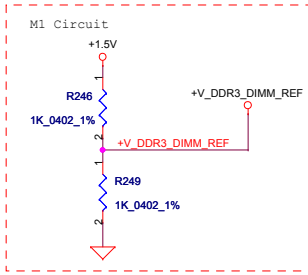 M1 Circuit
+1.5V
+V_DDR3_DIMM_REF
1
R246
1K_0402_1%
2
+V_DDR3_DIMM_REF
1
R249
1K_0402_1%
2